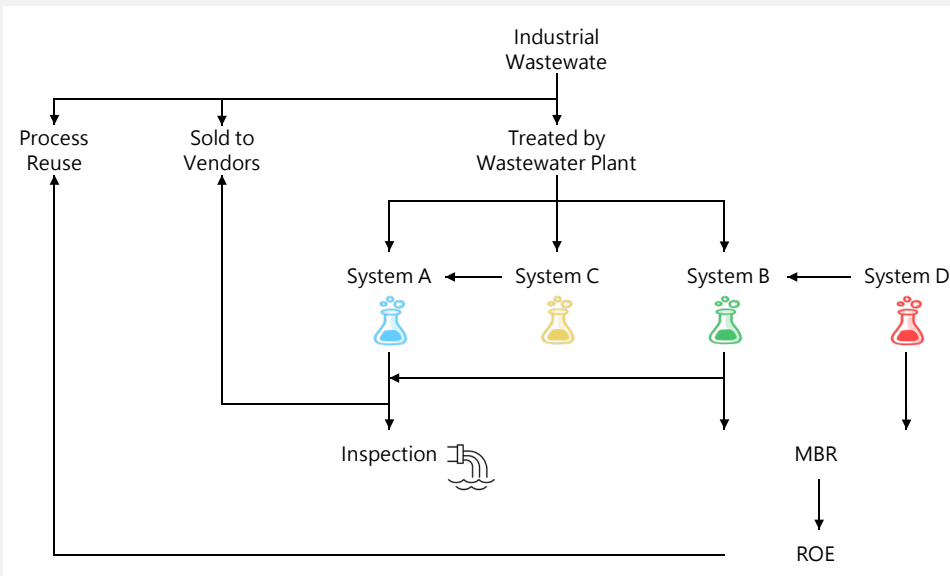 Industrial
Wastewate
Process
Reuse
Sold to
Vendors
Treated by
Wastewater Plant
System A
System C
System B
System D
Inspection
MBR
ROE